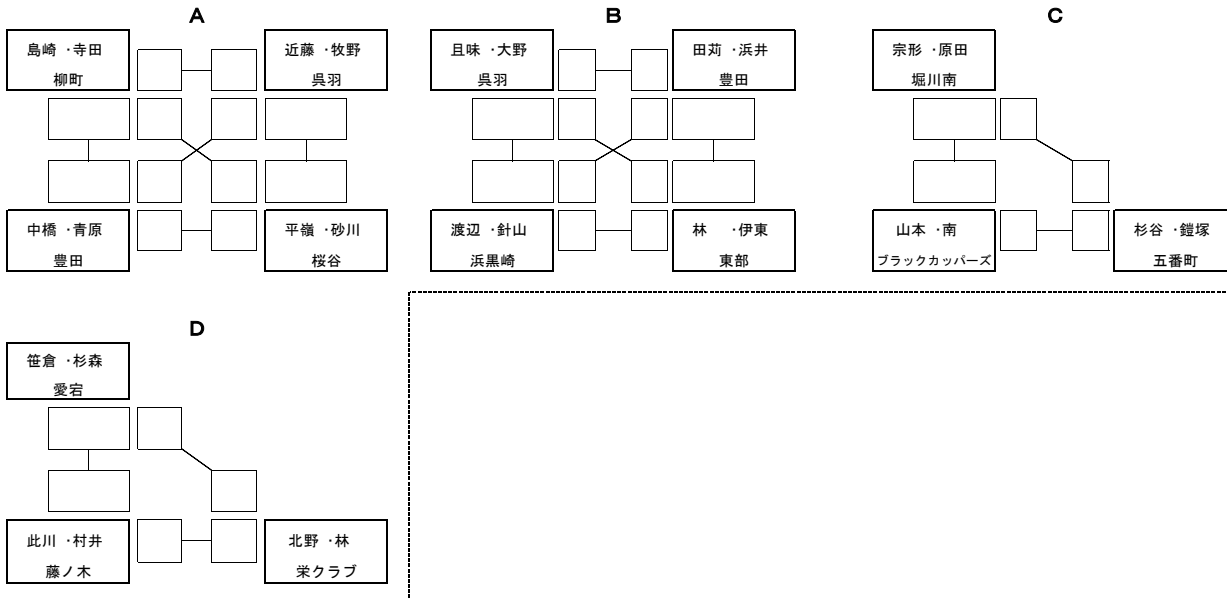 A
B
C
島崎 ・寺田
柳町
近藤 ・牧野
呉羽
中橋 ・青原
豊田
平嶺 ・砂川
桜谷
且味 ・大野
呉羽
田苅 ・浜井
豊田
渡辺 ・針山
浜黒崎
林 ・伊東
東部
宗形 ・原田
堀川南
山本 ・南
ブラックカッパーズ
杉谷 ・鎧塚
五番町
D
笹倉 ・杉森
愛宕
此川 ・村井
藤ノ木
北野 ・林
栄クラブ